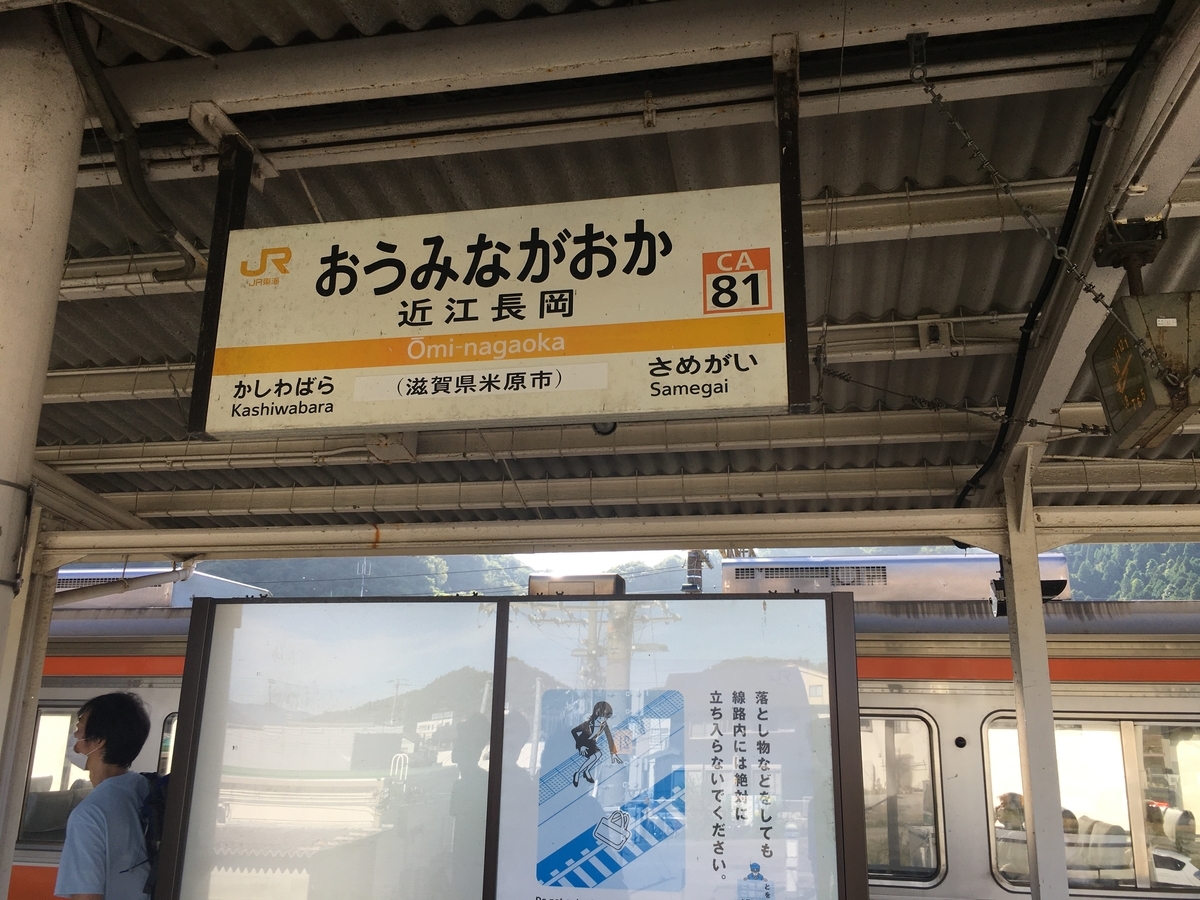 JR
JR東海
おうみながおか
近江長岡
CA
81
Ōmi-nagaoka
かしわばら
Kashiwabara
（滋賀県米原市）
さめがい
Samegai
落とし物などをしても
線路内には絶対に
立ち入らないでください。